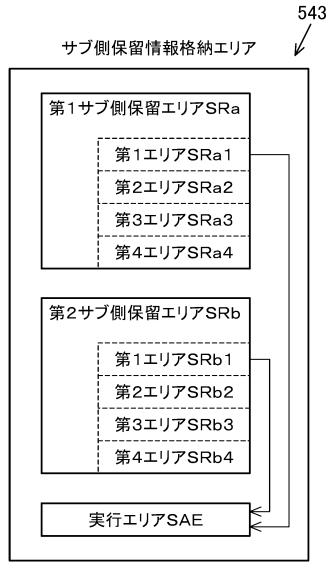 543
サブ側保留情報格納エリア
第1サブ側保留エリアSRa
第1エリアSRa1
第2エリアSRa2
第3エリアSRa3
第4エリアSRa4
第2サブ側保留エリアSRb
第1エリアSRb1
第2エリアSRb2
第3エリアSRb3
第4エリアSRb4
実行エリアSAE